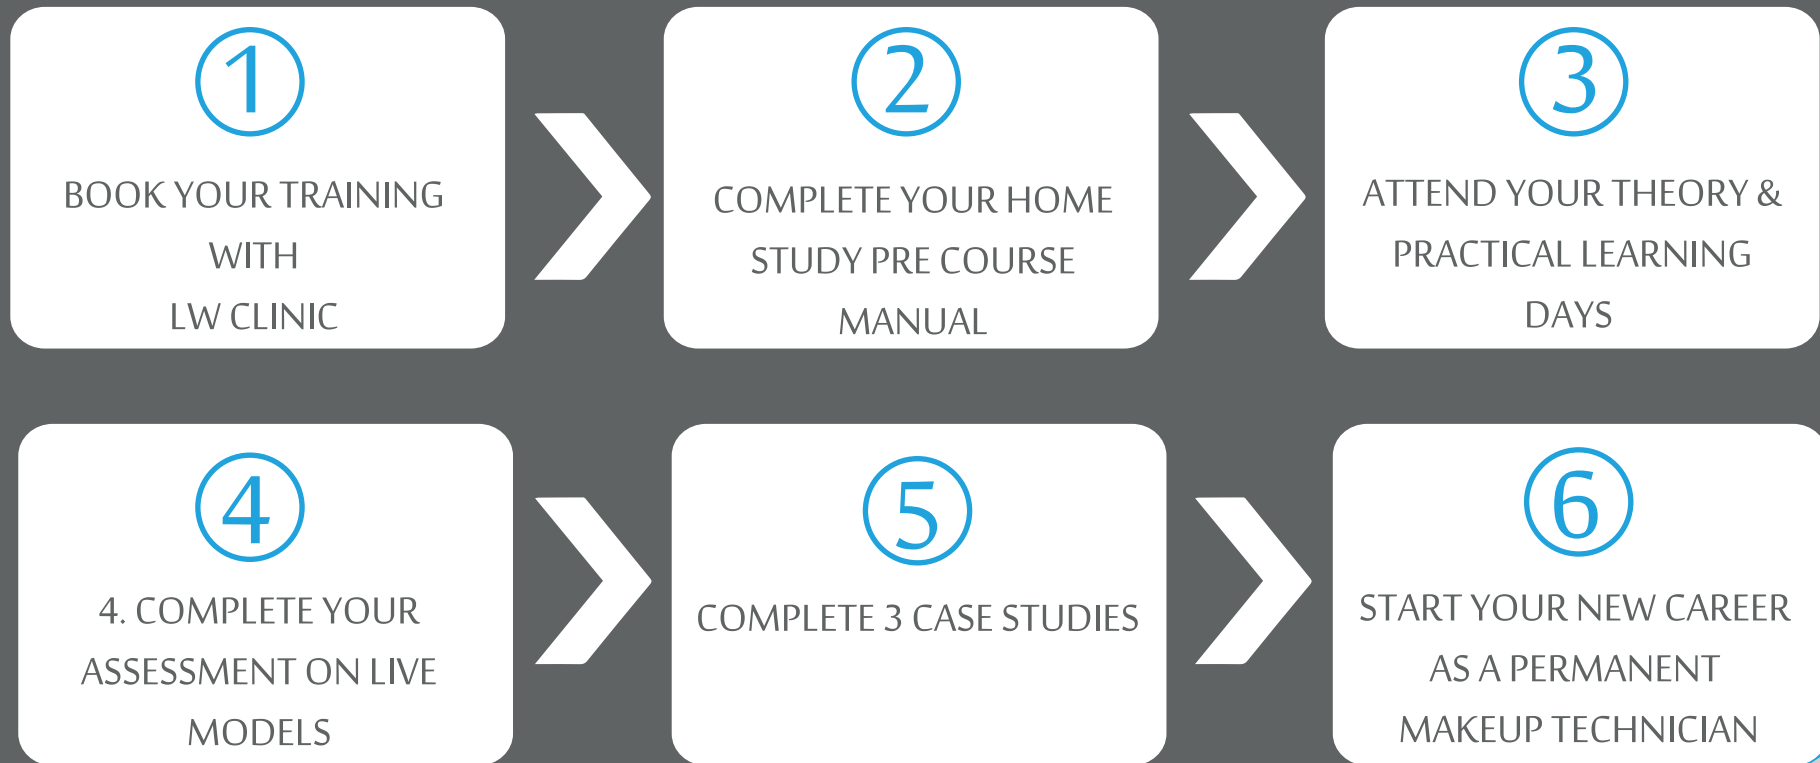 1
BOOK YOUR TRAINING
WITH
LW CLINIC
2
COMPLETE YOUR HOME
STUDY PRE COURSE
MANUAL
3
ATTEND YOUR THEORY &
PRACTICAL LEARNING
DAYS
4
4. COMPLETE YOUR
ASSESSMENT ON LIVE
MODELS
5
COMPLETE 3 CASE STUDIES
6
START YOUR NEW CAREER
AS A PERMANENT
MAKEUP TECHNICIAN